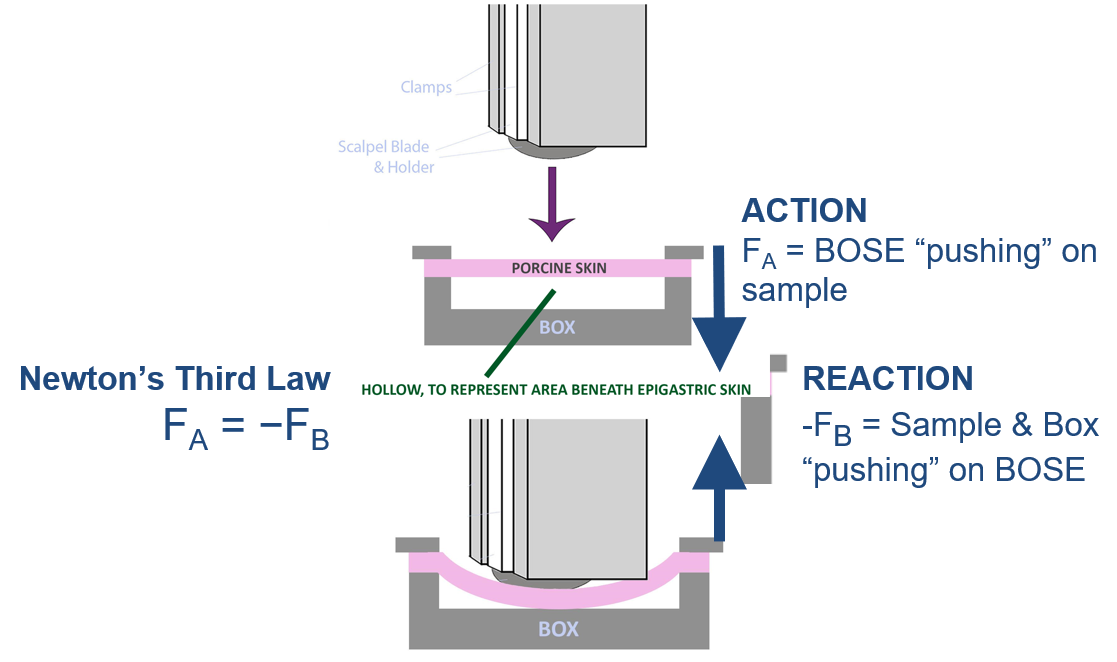 Clamps
Scalpel Blade
& Holder
ACTION
F_A = BOSE “pushing” on
sample
PORCINE SKIN
BOX
Newton’s Third Law
F_A = −F_B
HOLLOW, TO REPRESENT AREA BENEATH EPIGASTRIC SKIN
REACTION
-F_B = Sample & Box
“pushing” on BOSE
BOX